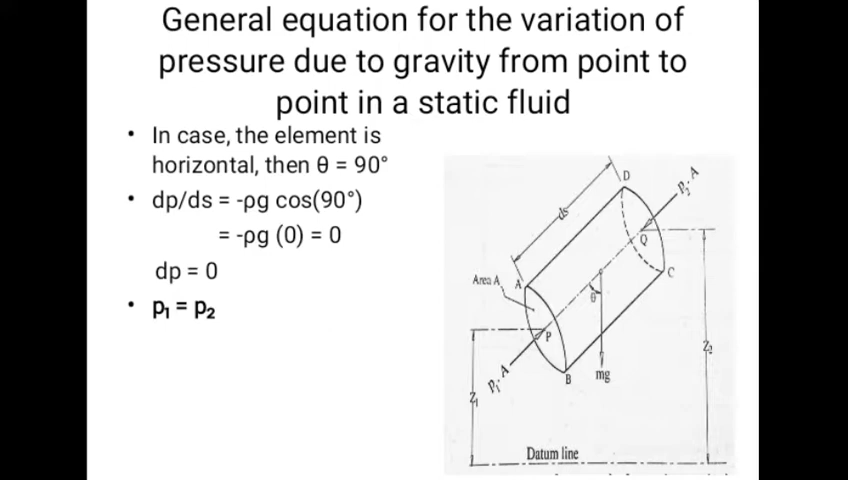 General equation for the variation of
pressure due to gravity from point to
point in a static fluid
• In case, the element is
horizontal, then θ = 90°
• dp/ds = -ρg cos(90°)
= -ρg (0) = 0
dp = 0
• p₁ = p₂
D
p₂. A
ds
Q
Area A
A
C
θ
P
Z₂
B
mg
p₁. A
Z₁
Datum line